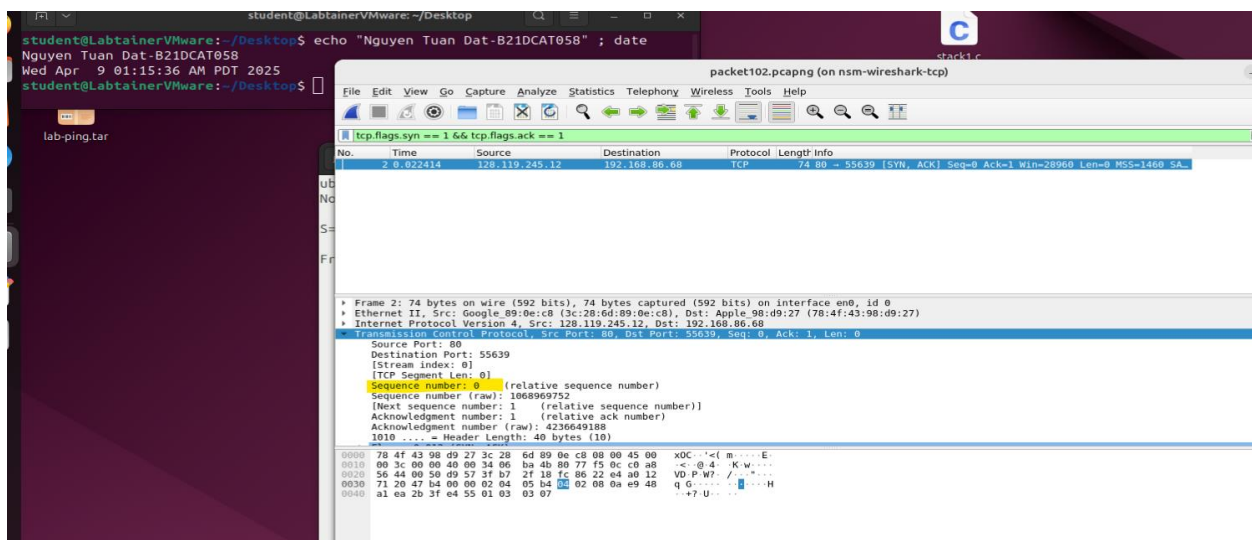 student@LabtainerVMware: ~/Desktop
student@LabtainerVMware:~/Desktop$ echo "Nguyen Tuan Dat-B21DCAT058" ; date
Nguyen Tuan Dat-B21DCAT058
Wed Apr 9 01:15:36 AM PDT 2025
student@LabtainerVMware:~/Desktop$
stack1.c
lab-ping.tar
ub
No
S=
Fr
packet102.pcapng (on nsm-wireshark-tcp)
File Edit View Go Capture Analyze Statistics Telephony Wireless Tools Help
tcp.flags.syn == 1 && tcp.flags.ack == 1
No. Time Source Destination Protocol Length Info
2 0.022414 128.119.245.12 192.168.86.68 TCP 74 80 → 55639 [SYN, ACK] Seq=0 Ack=1 Win=28960 Len=0 MSS=1460 SA…
Frame 2: 74 bytes on wire (592 bits), 74 bytes captured (592 bits) on interface en0, id 0
Ethernet II, Src: Google_89:0e:c8 (3c:28:6d:89:0e:c8), Dst: Apple_98:d9:27 (78:4f:43:98:d9:27)
Internet Protocol Version 4, Src: 128.119.245.12, Dst: 192.168.86.68
Transmission Control Protocol, Src Port: 80, Dst Port: 55639, Seq: 0, Ack: 1, Len: 0
Source Port: 80
Destination Port: 55639
[Stream index: 0]
[TCP Segment Len: 0]
Sequence number: 0 (relative sequence number)
Sequence number (raw): 1068969752
[Next sequence number: 1 (relative sequence number)]
Acknowledgment number: 1 (relative ack number)
Acknowledgment number (raw): 4236649188
1010 .... = Header Length: 40 bytes (10)
0000 78 4f 43 98 d9 27 3c 28 6d 89 0e c8 08 00 45 00 xOC··'<( m·····E·
0010 00 3c 00 00 40 00 34 06 ba 4b 80 77 f5 0c c0 a8 ·<··@·4· ·K·w····
0020 56 44 00 50 d9 57 3f b7 2f 18 fc 86 22 e4 a0 12 VD·P·W?· /···"···
0030 71 20 47 b4 00 00 02 04 05 b4 04 02 08 0a e9 48 q G····· ·······H
0040 a1 ea 2b 3f e4 55 01 03 03 07 ··+?·U·· ··